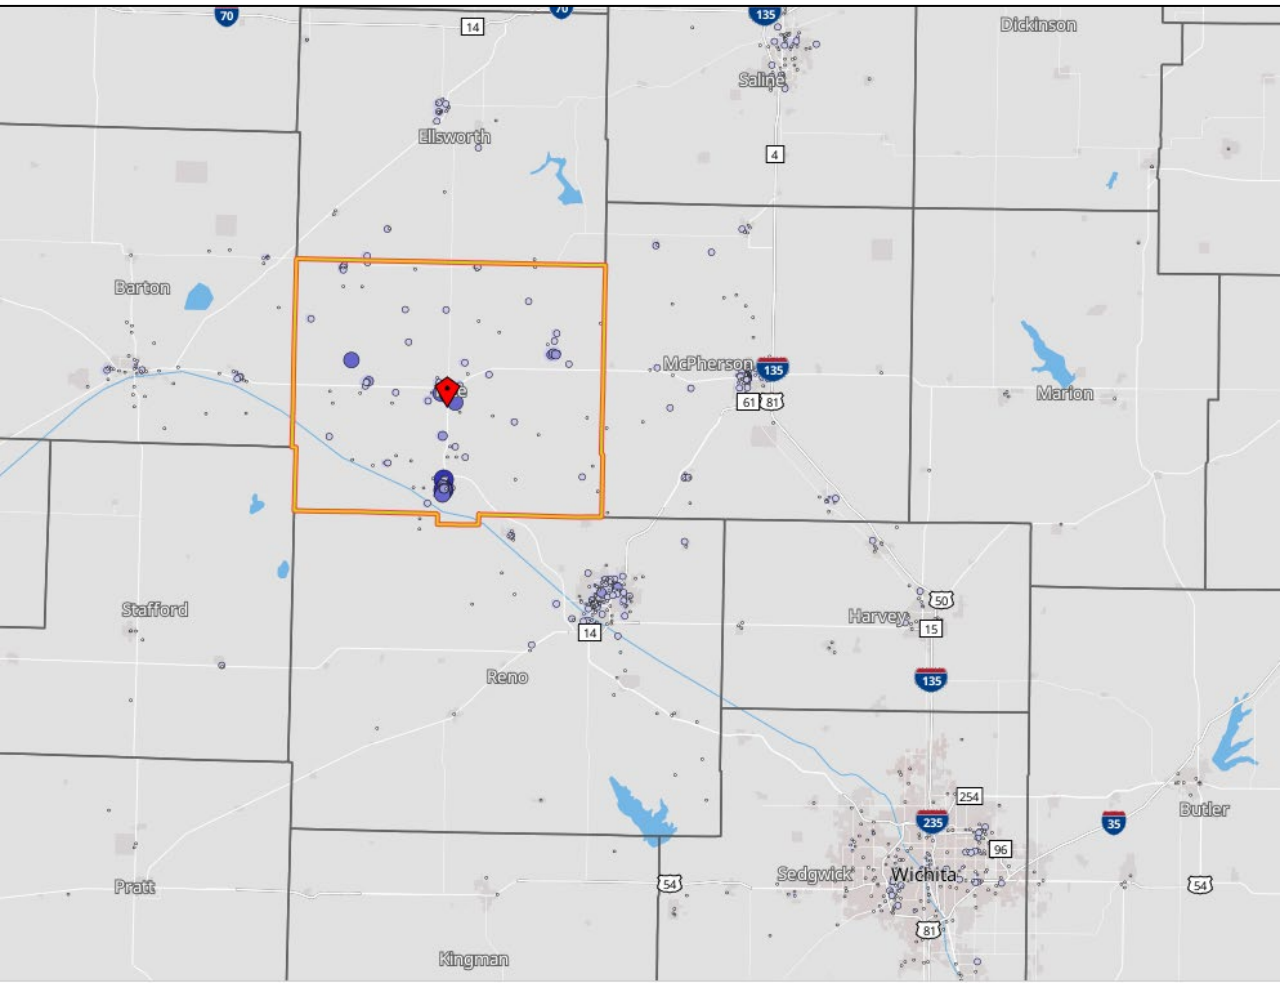 70
70
14
135
Dickinson
Saline
Ellsworth
4
Barton
McPherson
135
61
81
Marion
Stafford
50
Harvey
15
14
135
Reno
254
235
35
Butler
96
Sedgwick
Wichita
54
54
Pratt
81
Kingman